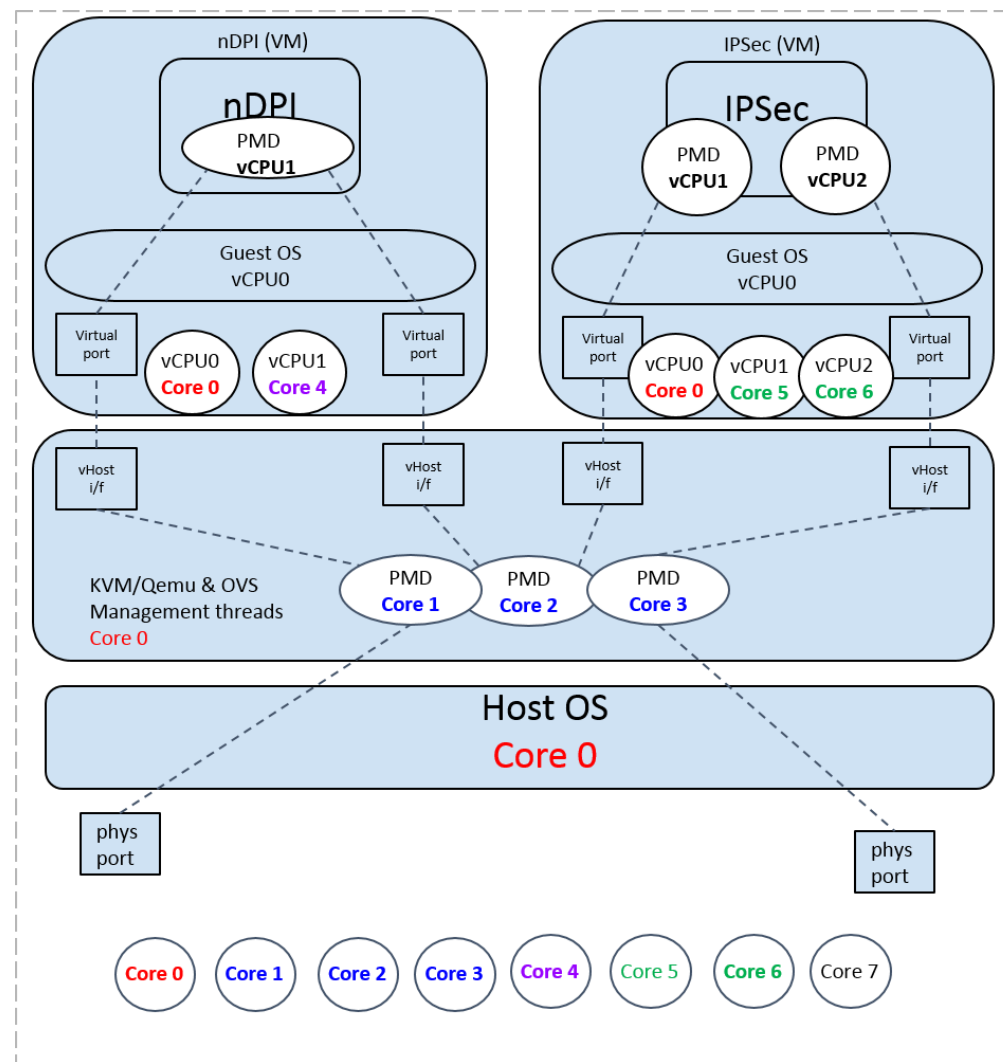 nDPI (VM)
nDPI
PMD
vCPU1
Guest OS
vCPU0
Virtual
port
vCPU0
Core 0
vCPU1
Core 4
Virtual
port
IPSec (VM)
IPSec
PMD
vCPU1
PMD
vCPU2
Guest OS
vCPU0
Virtual
port
vCPU0
Core 0
vCPU1
Core 5
vCPU2
Core 6
Virtual
port
vHost
i/f
vHost
i/f
vHost
i/f
vHost
i/f
KVM/Qemu & OVS
Management threads
Core 0
PMD
Core 1
PMD
Core 2
PMD
Core 3
Host OS
Core 0
phys
port
phys
port
Core 0
Core 1
Core 2
Core 3
Core 4
Core 5
Core 6
Core 7